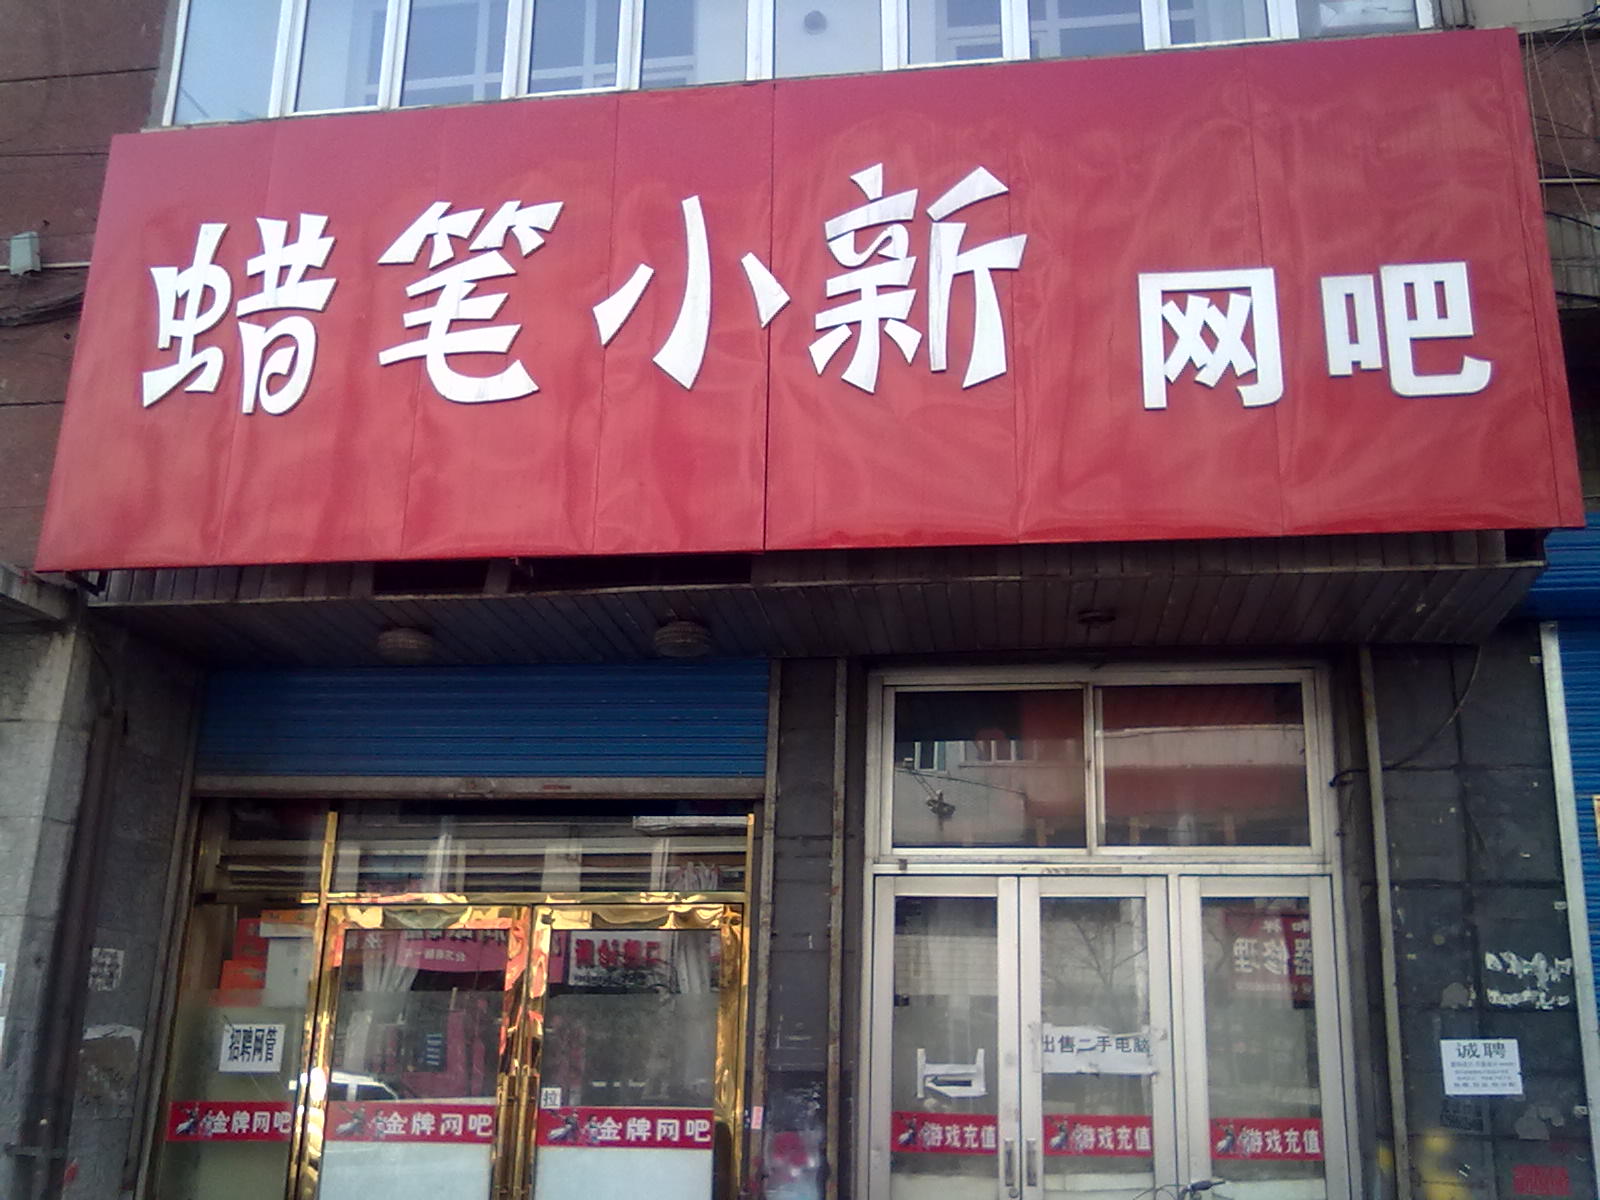 蜡笔小新 网吧
招聘网管
出售二手电脑
诚聘
拉
金牌网吧
金牌网吧
金牌网吧
游戏充值
游戏充值
游戏充值